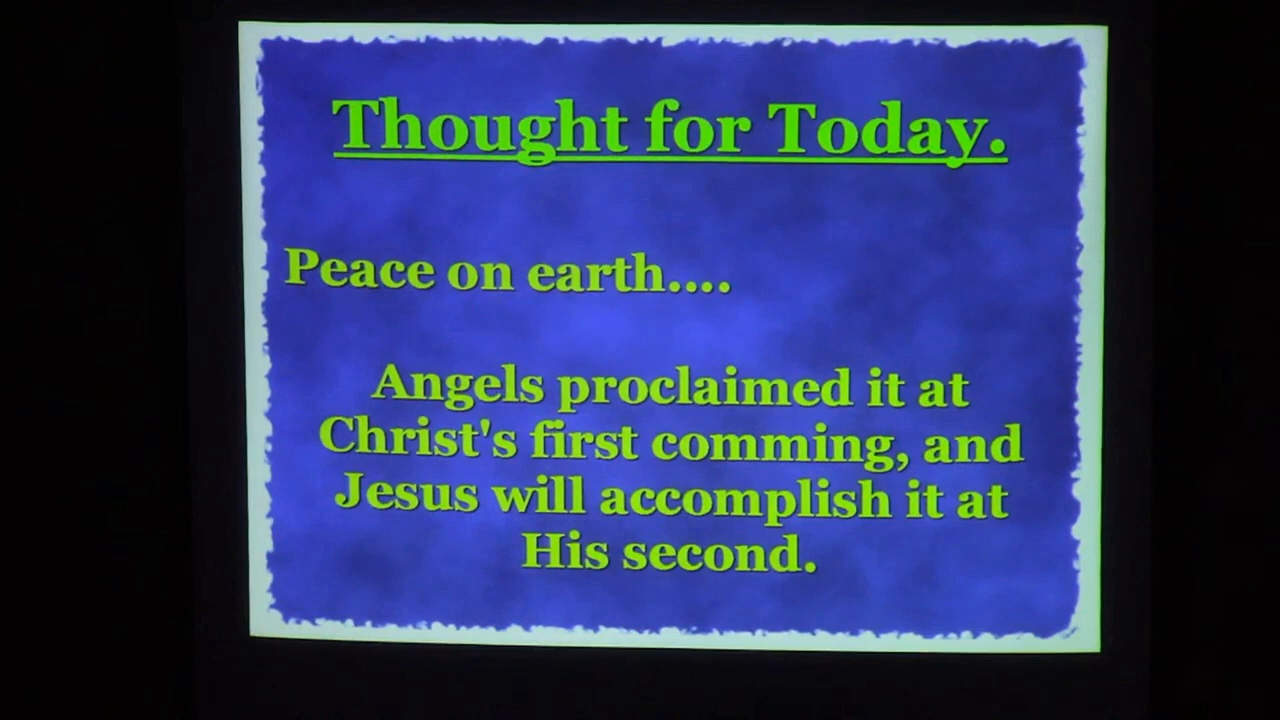 Thought for Today.
Peace on earth....
Angels proclaimed it at
Christ's first comming, and
Jesus will accomplish it at
His second.